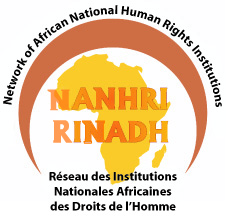 Network of African National Human Rights Institutions
NANHRI
RINADH
Réseau des Institutions
Nationales Africaines
des Droits de l'Homme